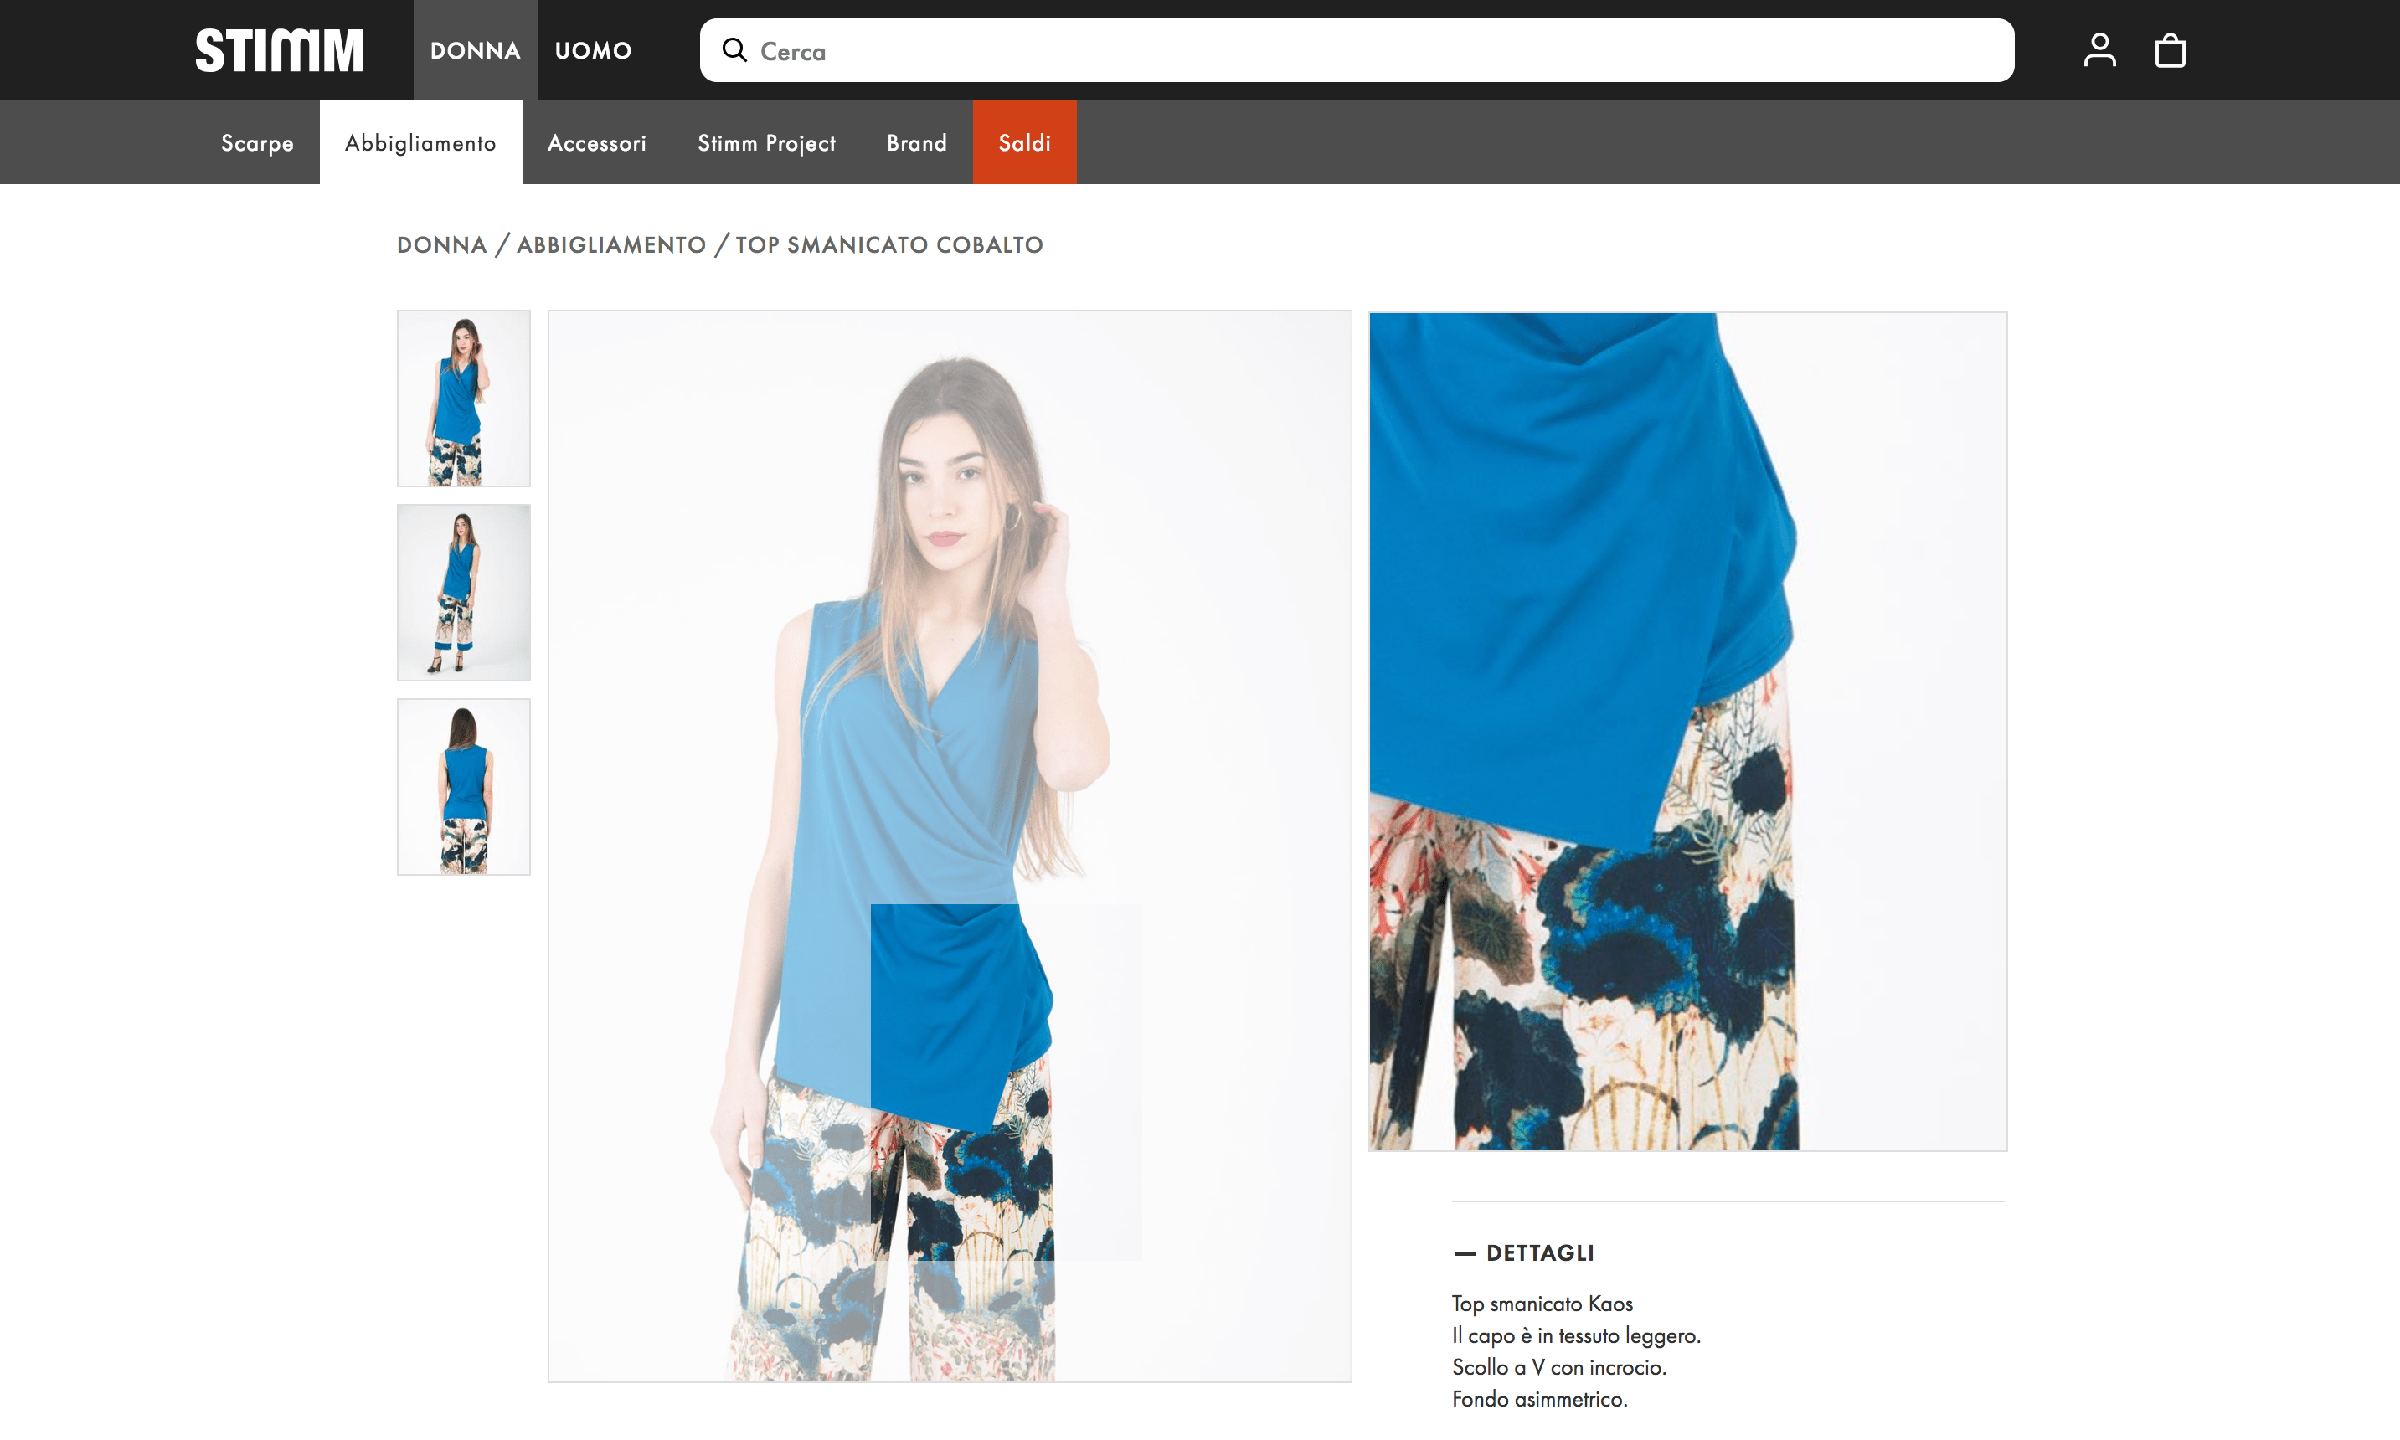 STIMM
DONNA
UOMO
Cerca
Scarpe
Abbigliamento
Accessori
Stimm Project
Brand
Saldi
DONNA / ABBIGLIAMENTO / TOP SMANICATO COBALTO
— DETTAGLI
Top smanicato Kaos
Il capo è in tessuto leggero.
Scollo a V con incrocio.
Fondo asimmetrico.